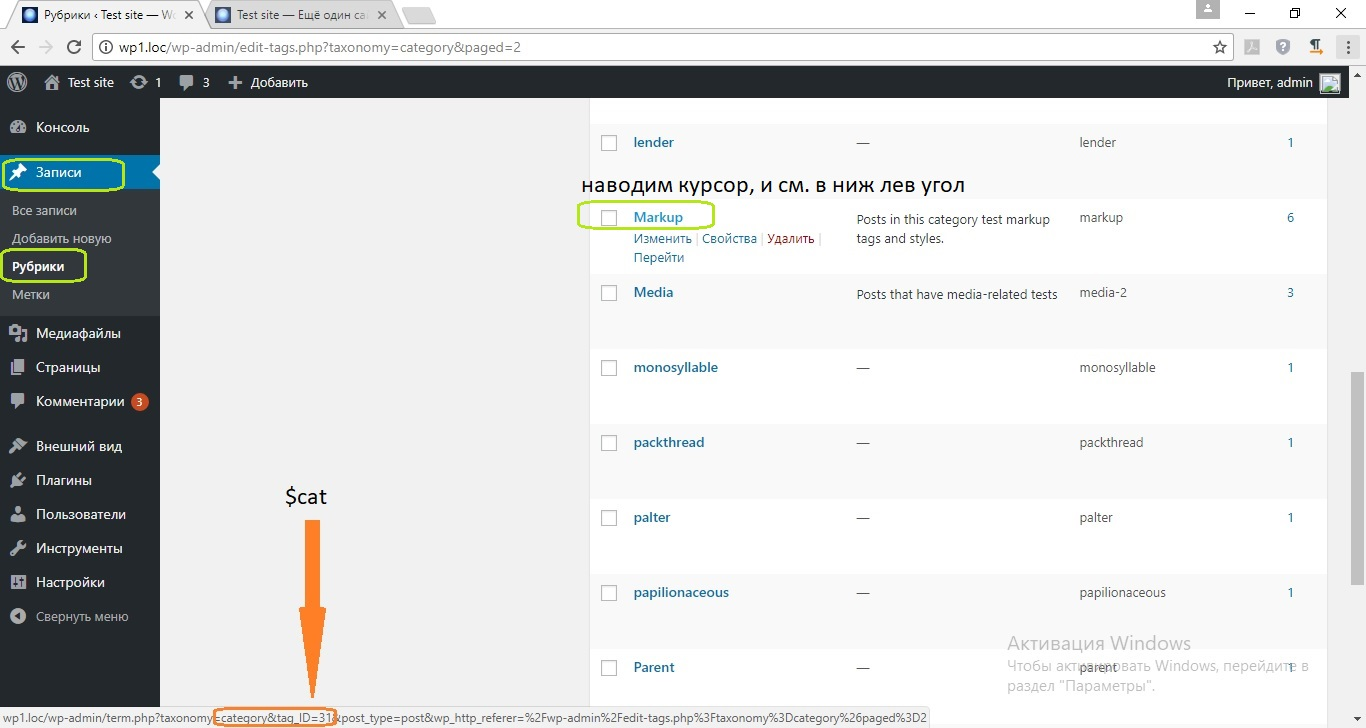 Рубрики ‹ Test site — Wo
Test site — Ещё один са
wp1.loc/wp-admin/edit-tags.php?taxonomy=category&paged=2
Test site 1 3 Добавить
Привет, admin
Консоль
Записи
Все записи
Добавить новую
Рубрики
Метки
Медиафайлы
Страницы
Комментарии 3
Внешний вид
Плагины
Пользователи
Инструменты
Настройки
Свернуть меню
lender — lender 1
наводим курсор, и см. в ниж лев угол
Markup Posts in this category test markup markup 6
tags and styles.
Изменить | Свойства | Удалить |
Перейти
Media Posts that have media-related tests media-2 3
monosyllable — monosyllable 1
packthread — packthread 1
palter — palter 1
papilionaceous — papilionaceous 1
Parent — parent 1
$cat
Активация Windows
Чтобы активировать Windows, перейдите в
раздел "Параметры".
wp1.loc/wp-admin/term.php?taxonomy=category&tag_ID=31&post_type=post&wp_http_referer=%2Fwp-admin%2Fedit-tags.php%3Ftaxonomy%3Dcategory%26paged%3D2